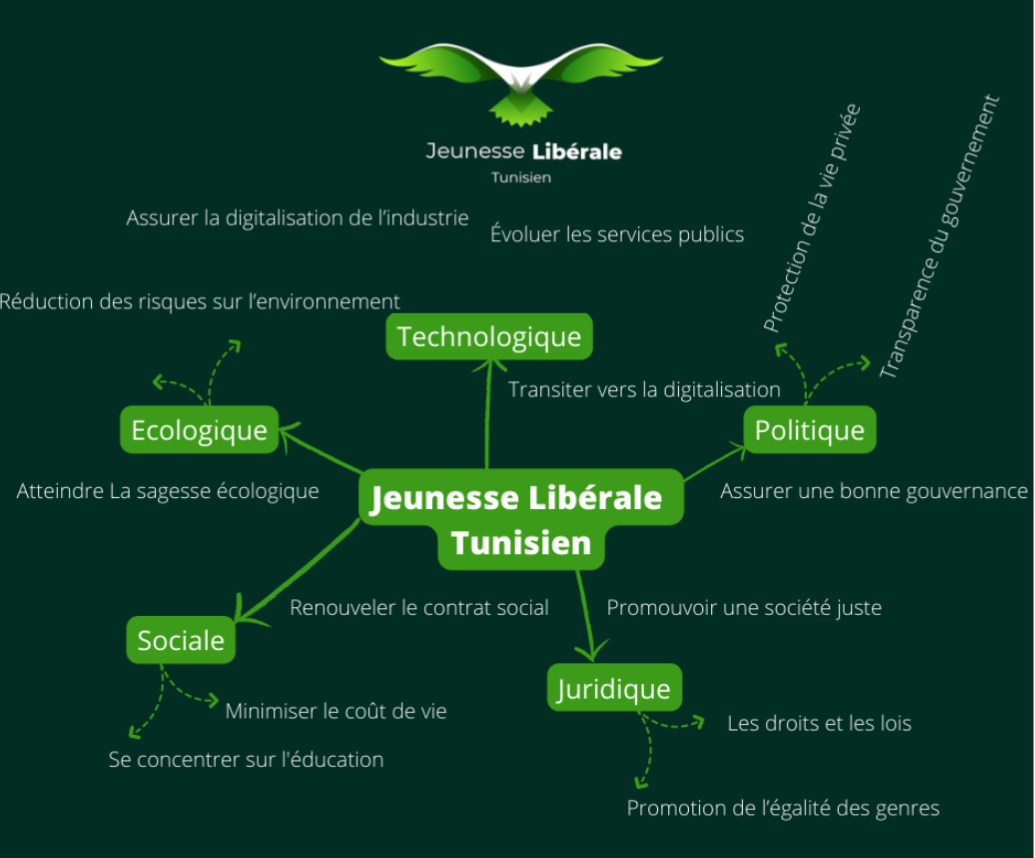 Jeunesse Libérale
Tunisien
Protection de la vie privée
Transparence du gouvernement
Assurer la digitalisation de l’industrie
Évoluer les services publics
Réduction des risques sur l’environnement
Technologique
Transiter vers la digitalisation
Ecologique
Politique
Atteindre La sagesse écologique
Jeunesse Libérale
Tunisien
Assurer une bonne gouvernance
Renouveler le contrat social
Promouvoir une société juste
Sociale
Juridique
Minimiser le coût de vie
Les droits et les lois
Se concentrer sur l'éducation
Promotion de l’égalité des genres